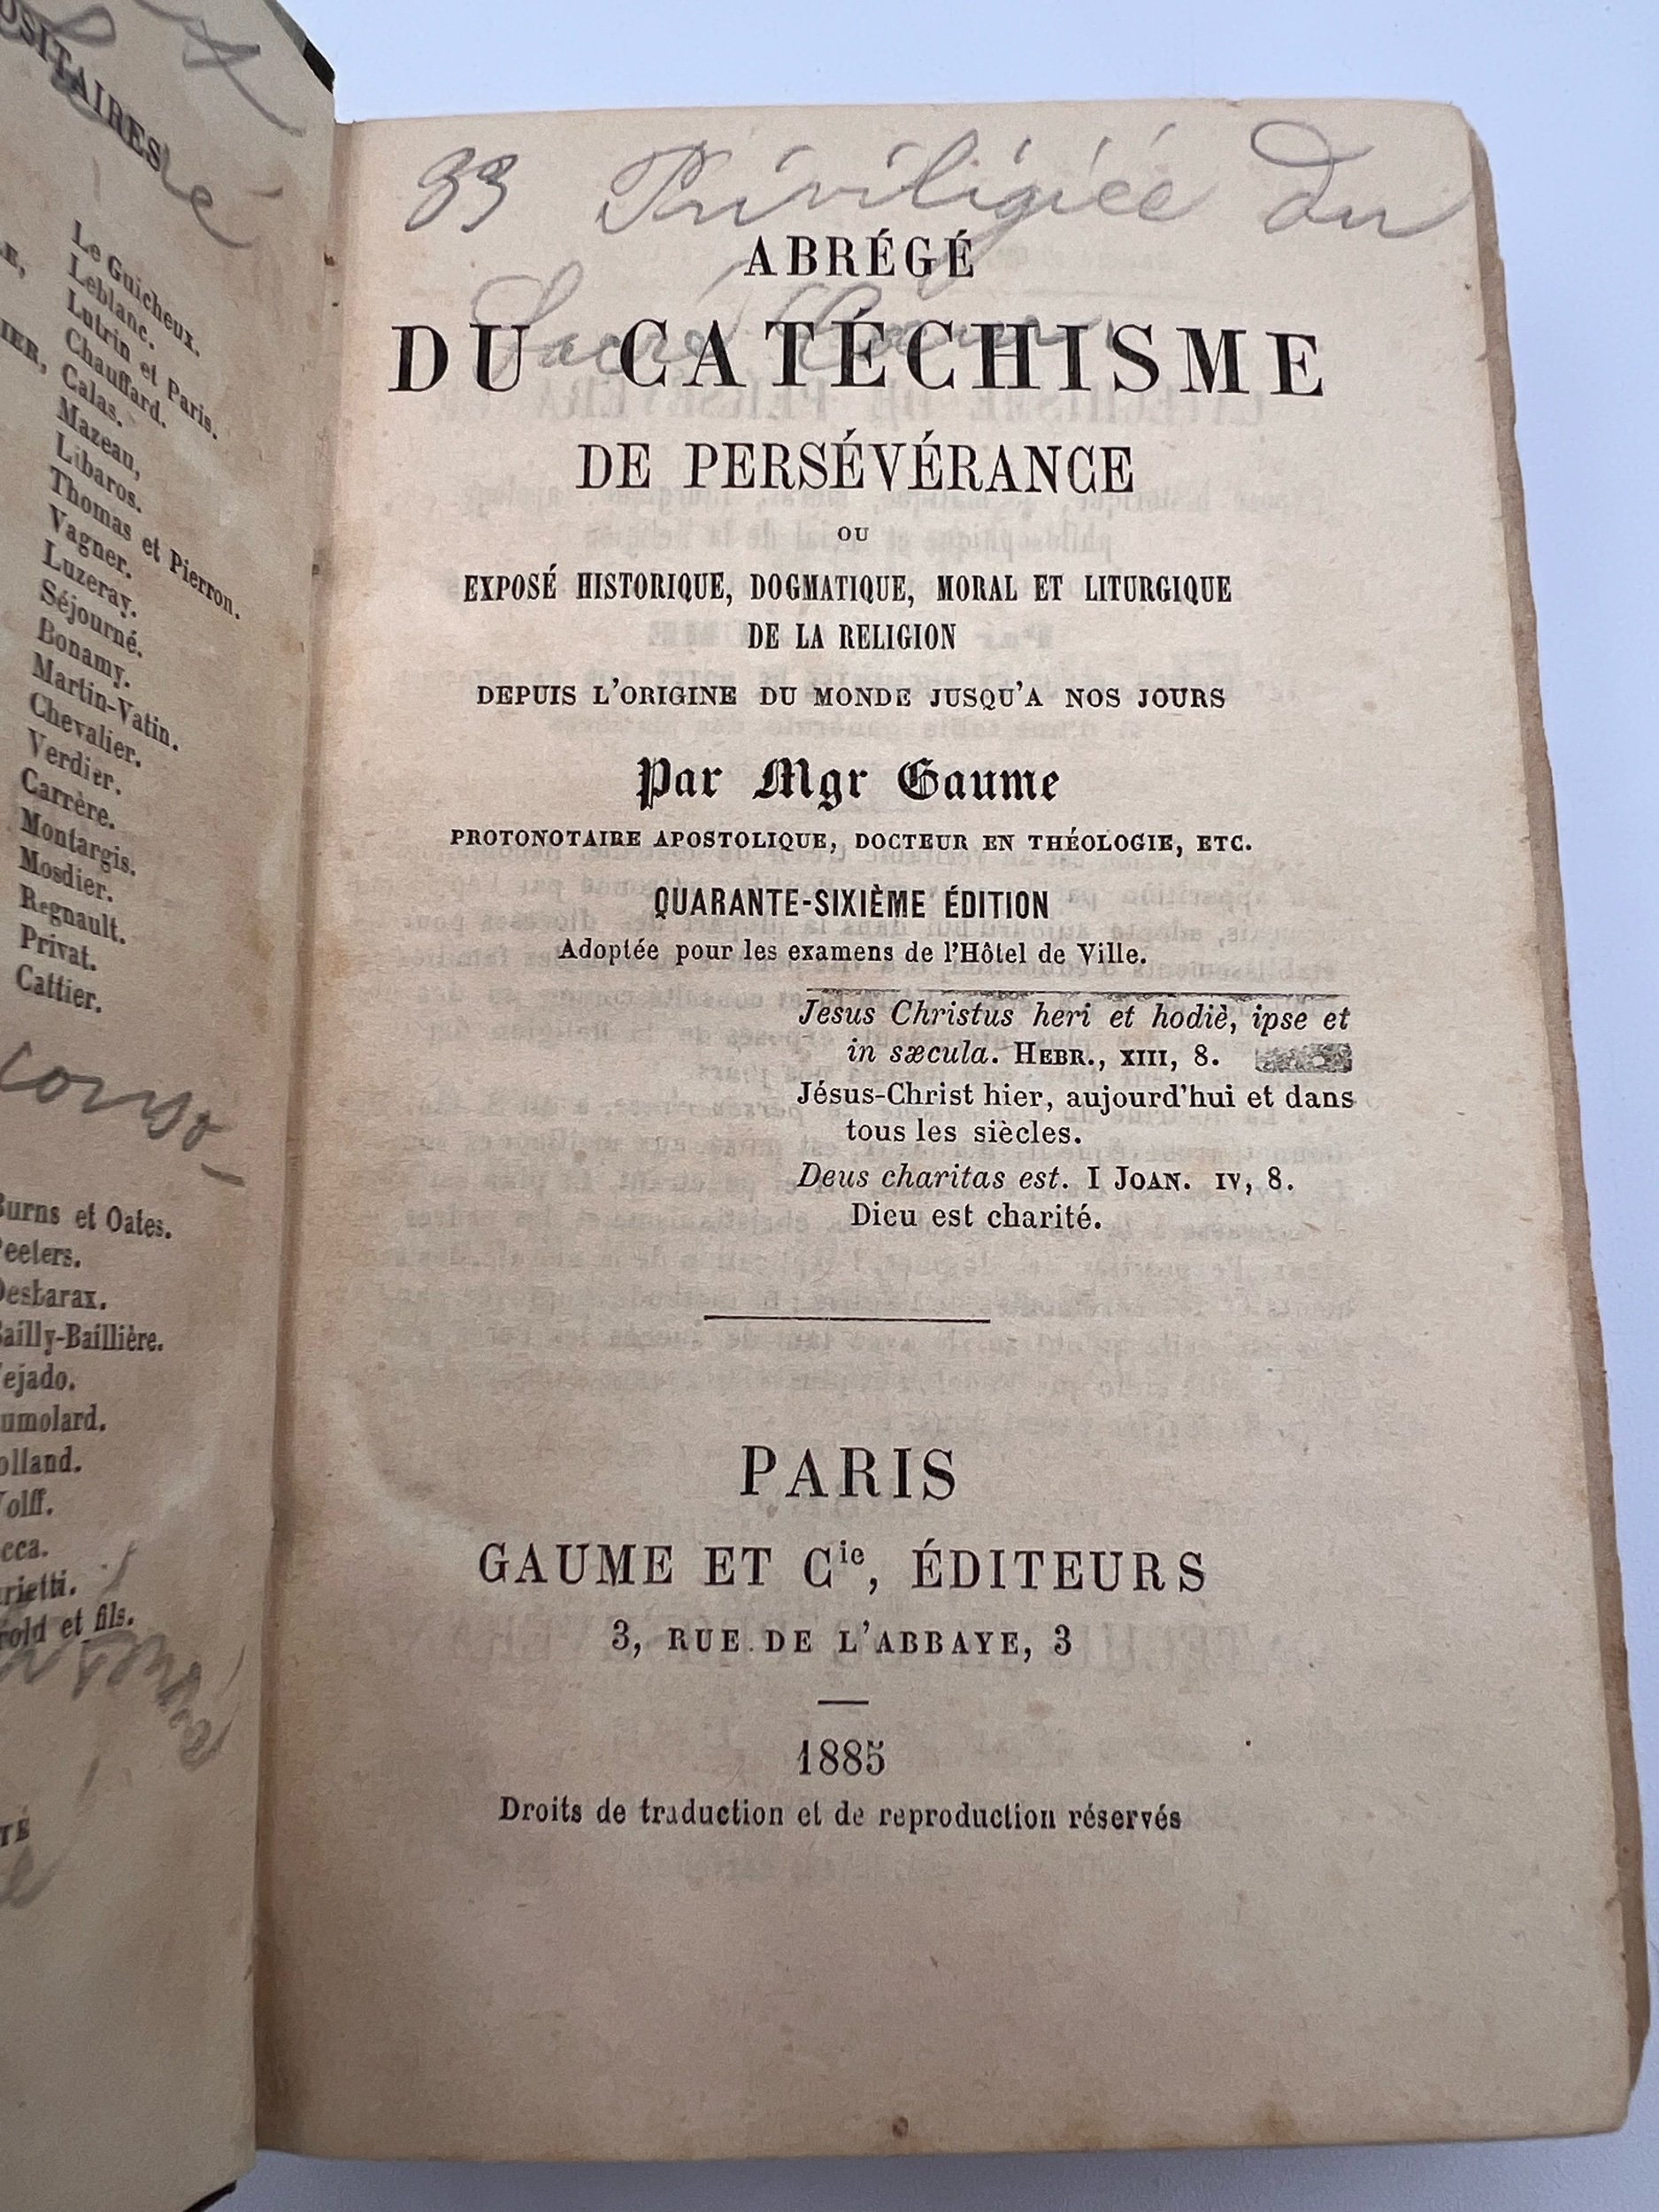 Le Guicheux.
Leblanc.
Lutrin et Paris.
Chauffard.
Calas.
Mazeau,
Libaros.
Thomas et Pierron.
Vagner.
Luzeray.
Séjourné.
Bonamy.
Martin-Vatin.
Chevalier.
Verdier.
Carrère.
Montargis.
Mosdier.
Regnault.
Privat.
Cattier.
Burns et Oates.
et fils.
33 Priviligiée du
Sacré Coeur
ABRÉGÉ
DU CATÉCHISME
DE PERSÉVÉRANCE
OU
EXPOSÉ HISTORIQUE, DOGMATIQUE, MORAL ET LITURGIQUE
DE LA RELIGION
DEPUIS L'ORIGINE DU MONDE JUSQU'A NOS JOURS
Par Mgr Gaume
PROTONOTAIRE APOSTOLIQUE, DOCTEUR EN THÉOLOGIE, ETC.
QUARANTE-SIXIÈME ÉDITION
Adoptée pour les examens de l'Hôtel de Ville.
Jesus Christus heri et hodiè, ipse et
in sæcula. HEBR., XIII, 8.
Jésus-Christ hier, aujourd'hui et dans
tous les siècles.
Deus charitas est. I JOAN. IV, 8.
Dieu est charité.
PARIS
GAUME ET Cie, ÉDITEURS
3, RUE DE L'ABBAYE, 3
1885
Droits de traduction et de reproduction réservés